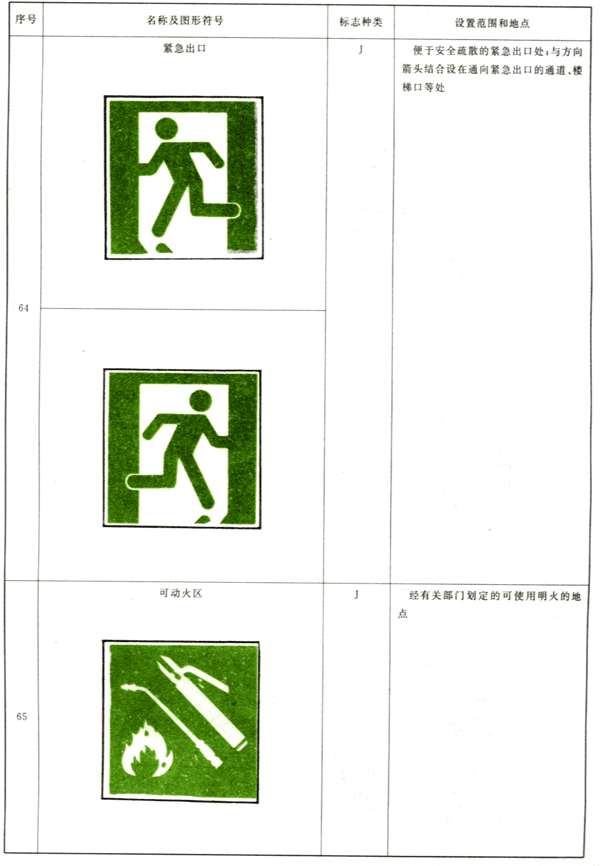 序号 名称及图形符号 标志种类 设置范围和地点
紧急出口 J 便于安全疏散的紧急出口处;与方向
箭头结合设在通向紧急出口的通道、楼
梯口等处
64
可动火区 J 经有关部门划定的可使用明火的地
点
65